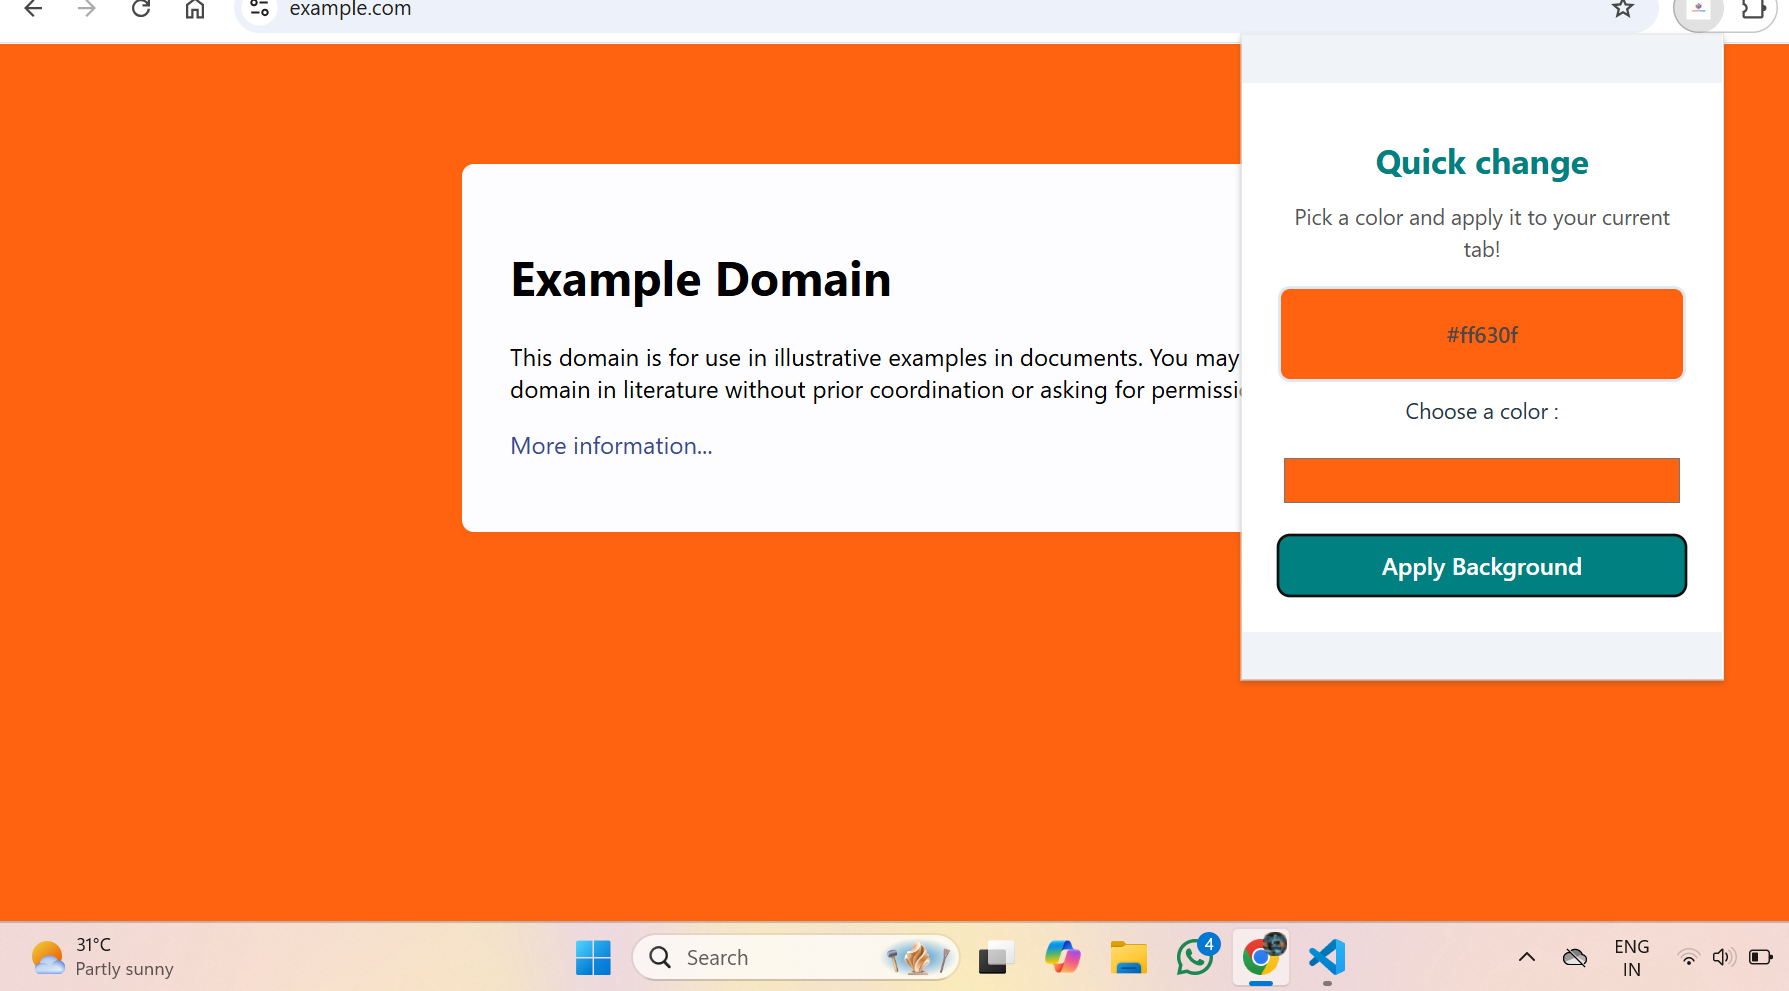 example.com
Quick change
Pick a color and apply it to your current
tab!
#ff630f
Choose a color :
Apply Background
Example Domain
This domain is for use in illustrative examples in documents. You may
domain in literature without prior coordination or asking for permissi
More information...
31°C
Partly sunny
Search
4
ENG
IN